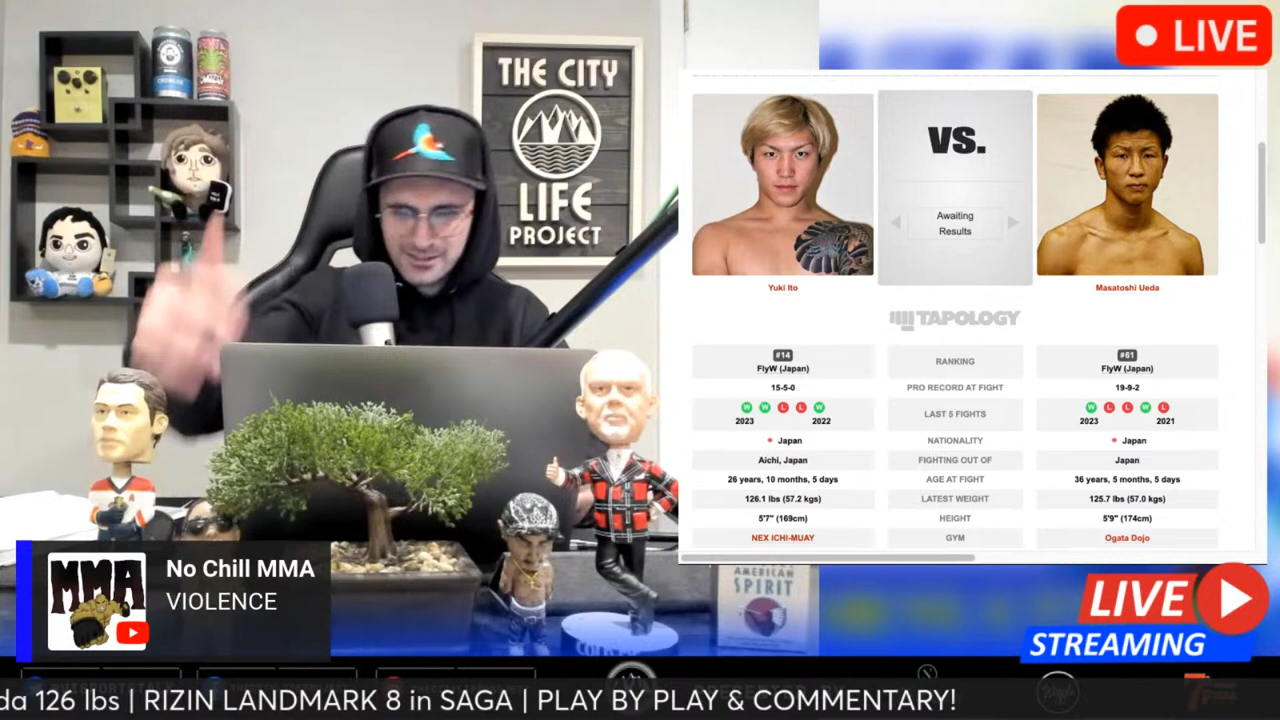 LIVE
THE CITY
LIFE
PROJECT
VS.
Awaiting
Results
Yuki Ito
Masatoshi Ueda
TAPOLOGY
#14
FlyW (Japan)
RANKING
#61
FlyW (Japan)
15-5-0
PRO RECORD AT FIGHT
19-9-2
W W L L W
2023 2022
LAST 5 FIGHTS
W L L W L
2023 2021
Japan
NATIONALITY
Japan
Aichi, Japan
FIGHTING OUT OF
Japan
26 years, 10 months, 5 days
AGE AT FIGHT
36 years, 5 months, 5 days
126.1 lbs (57.2 kgs)
LATEST WEIGHT
125.7 lbs (57.0 kgs)
5'7" (169cm)
HEIGHT
5'9" (174cm)
NEX ICHI-MUAY
GYM
Ogata Dojo
MMA
No Chill MMA
VIOLENCE
AMERICAN
SPIRIT
LIVE
STREAMING
da 126 lbs | RIZIN LANDMARK 8 in SAGA | PLAY BY PLAY & COMMENTARY!